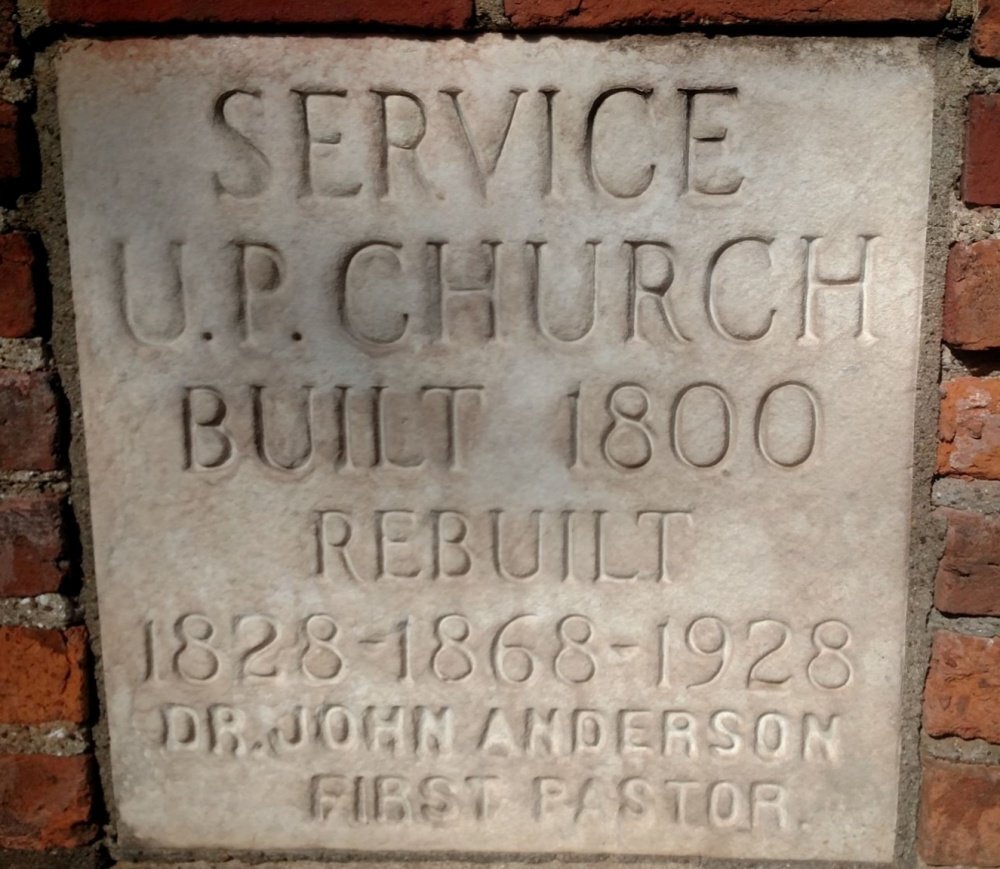 SERVICE
U.P. CHURCH
BUILT 1800
REBUILT
1828-1868-1928
DR. JOHN ANDERSON
FIRST PASTOR.